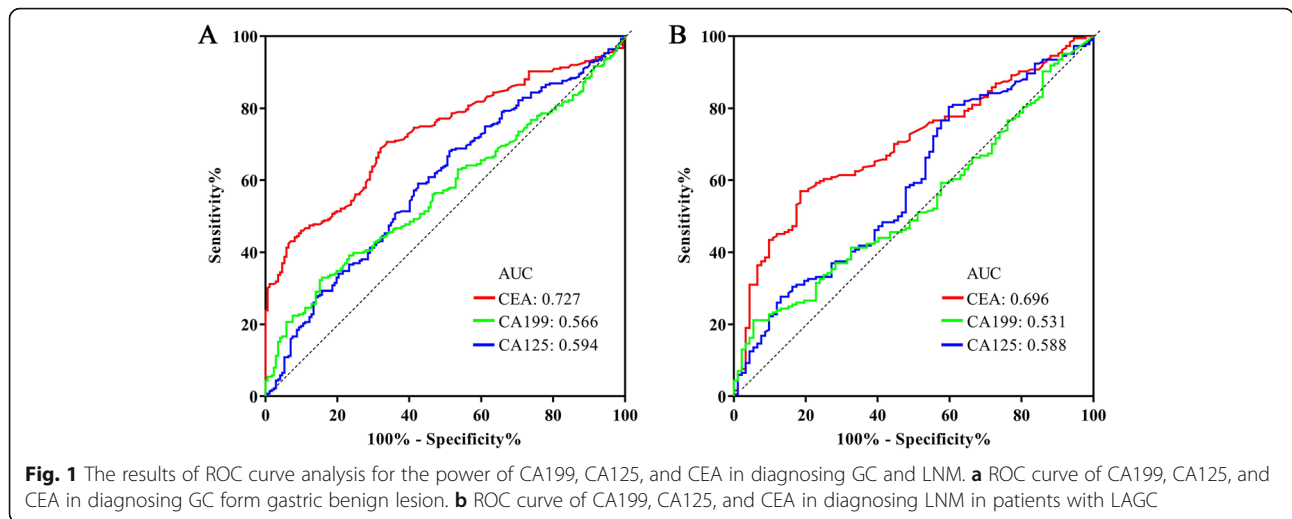 A
100
80
60
40
20
0
Sensitivity%
0 20 40 60 80 100
100% - Specificity%
AUC
CEA: 0.727
CA199: 0.566
CA125: 0.594
B
100
80
60
40
20
0
Sensitivity%
0 20 40 60 80 100
100% - Specificity%
AUC
CEA: 0.696
CA199: 0.531
CA125: 0.588
Fig. 1 The results of ROC curve analysis for the power of CA199, CA125, and CEA in diagnosing GC and LNM. a ROC curve of CA199, CA125, and
CEA in diagnosing GC form gastric benign lesion. b ROC curve of CA199, CA125, and CEA in diagnosing LNM in patients with LAGC